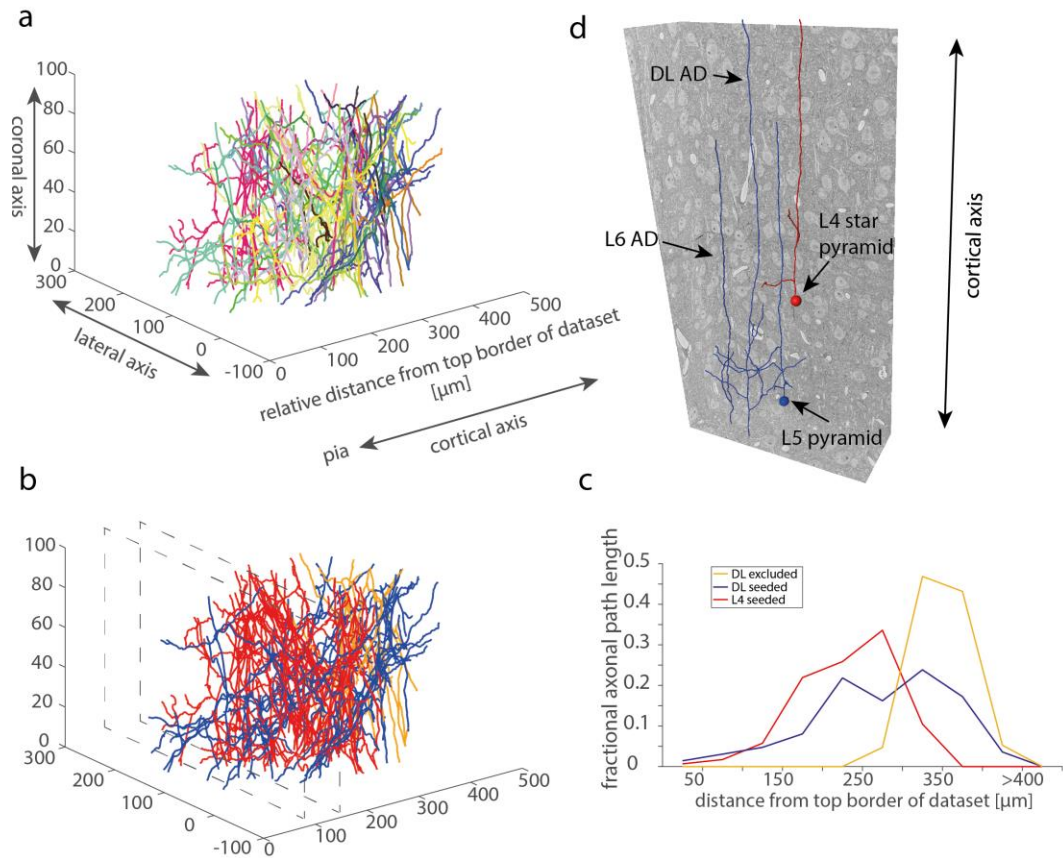 a
100
80
60
40
20
0
coronal axis
300
200
100
0
-100
lateral axis
0
100
200
300
400
500
relative distance from top border of dataset
[µm]
pia
cortical axis
d
DL AD
L6 AD
L4 star
pyramid
L5 pyramid
cortical axis
b
100
80
60
40
20
0
300
200
100
0
-100
0
100
200
300
400
500
c
fractional axonal path length
0.5
0.4
0.3
0.2
0.1
0
DL excluded
DL seeded
L4 seeded
50
150
250
350
>400
distance from top border of dataset [µm]